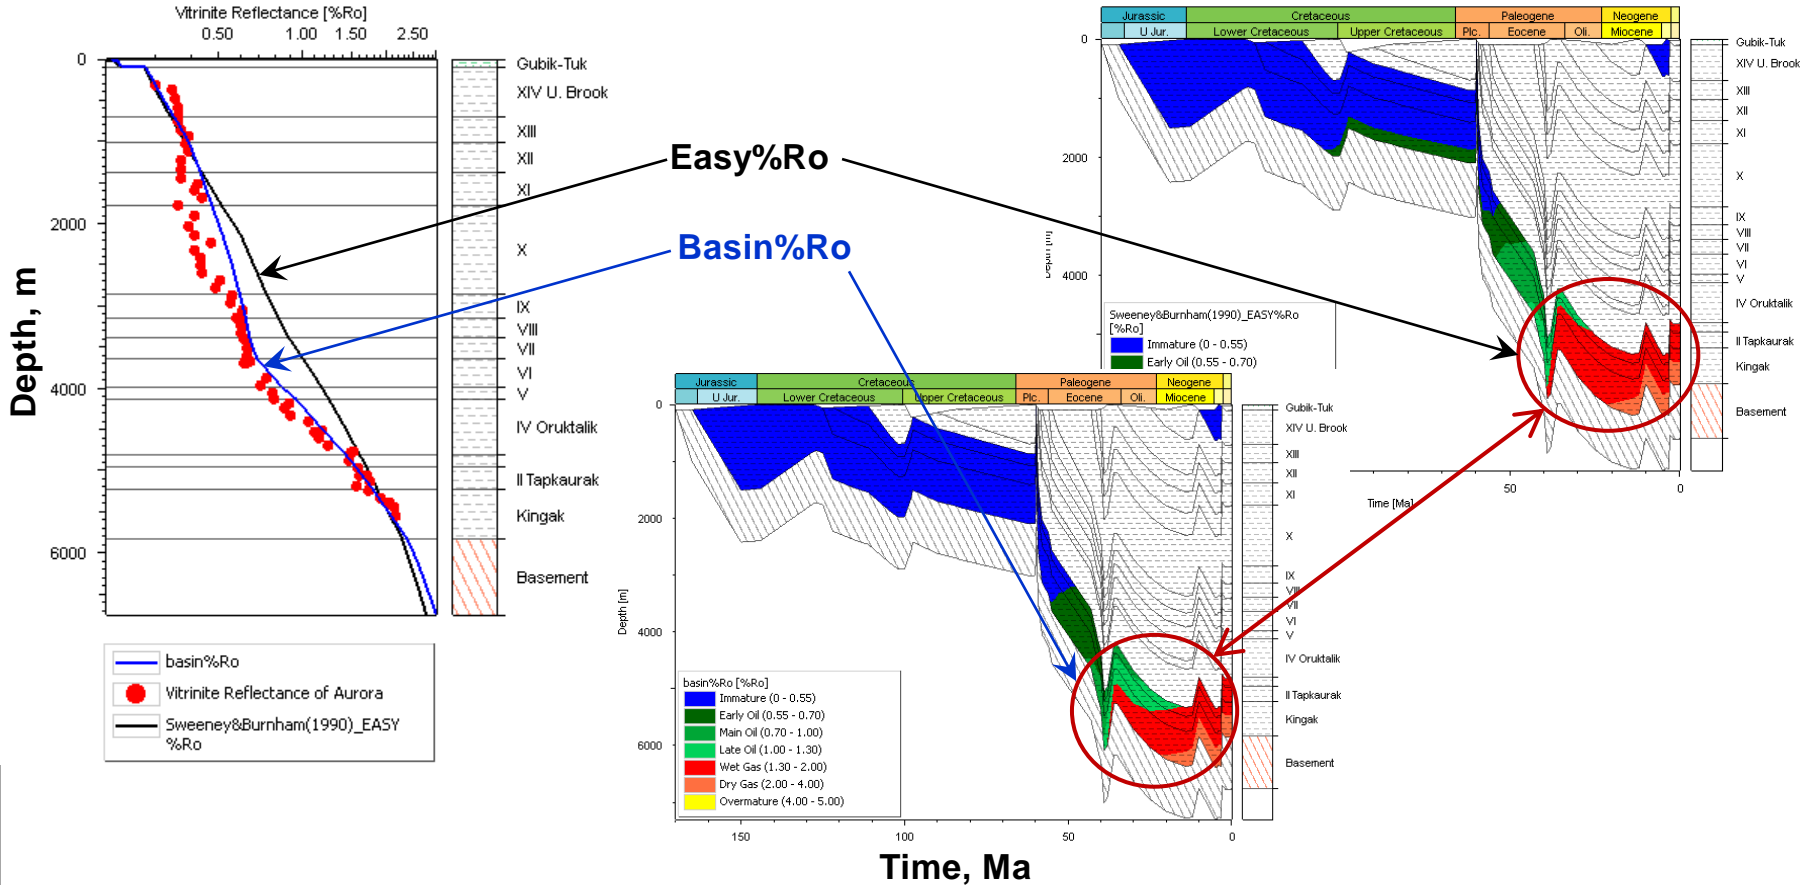 Vitrinite Reflectance [%Ro]
0.50 1.00 1.50 2.50
0
2000
4000
6000
Depth, m
Gubik-Tuk
XIV U. Brook
XIII
XII
XI
X
IX
VIII
VII
VI
V
IV Oruktalik
II Tapkaurak
Kingak
Basement
basin%Ro
Vitrinite Reflectance of Aurora
Sweeney&Burnham(1990)_EASY
%Ro
Easy%Ro
Basin%Ro
Jurassic Cretaceous Paleogene Neogene
U Jur. Lower Cretaceous Upper Cretaceous Plc. Eocene Oli. Miocene
0
2000
4000
Depth [m]
Sweeney&Burnham(1990)_EASY%Ro
[%Ro]
Immature (0 - 0.55)
Early Oil (0.55 - 0.70)
Gubik-Tuk
XIV U. Brook
XIII
XII
XI
X
IX
VIII
VII
VI
V
IV Oruktalik
II Tapkaurak
Kingak
Basement
50 0
Time [Ma]
Jurassic Cretaceous Paleogene Neogene
U Jur. Lower Cretaceous Upper Cretaceous Plc. Eocene Oli. Miocene
0
2000
4000
6000
Depth [m]
basin%Ro [%Ro]
Immature (0 - 0.55)
Early Oil (0.55 - 0.70)
Main Oil (0.70 - 1.00)
Late Oil (1.00 - 1.30)
Wet Gas (1.30 - 2.00)
Dry Gas (2.00 - 4.00)
Overmature (4.00 - 5.00)
Gubik-Tuk
XIV U. Brook
XIII
XII
XI
X
IX
VIII
VII
VI
V
IV Oruktalik
II Tapkaurak
Kingak
Basement
150 100 50 0
Time, Ma